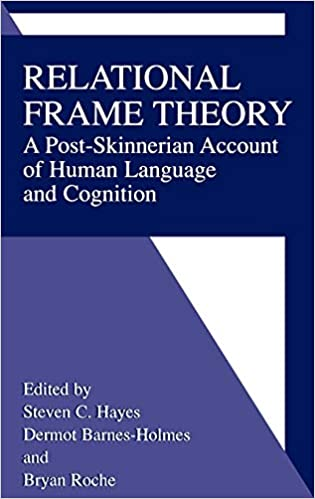 RELATIONAL
FRAME THEORY
A Post-Skinnerian Account
of Human Language
and Cognition
Edited by
Steven C. Hayes
Dermot Barnes-Holmes
and
Bryan Roche